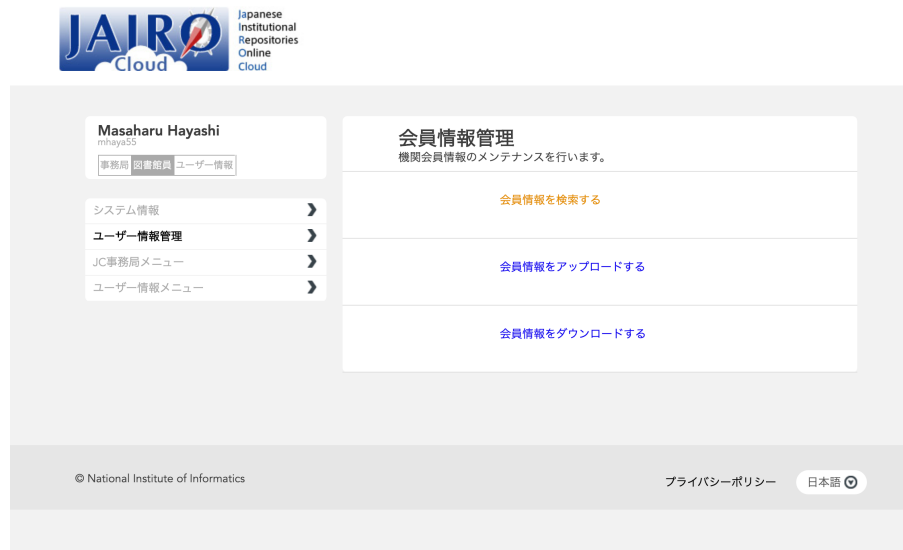 JAIRO
Cloud
Japanese
Institutional
Repositories
Online
Cloud
Masaharu Hayashi
mhaya55
事務局 図書館員 ユーザー情報
システム情報
ユーザー情報管理
JC事務局メニュー
ユーザー情報メニュー
会員情報管理
機関会員情報のメンテナンスを行います。
会員情報を検索する
会員情報をアップロードする
会員情報をダウンロードする
© National Institute of Informatics
プライバシーポリシー
日本語